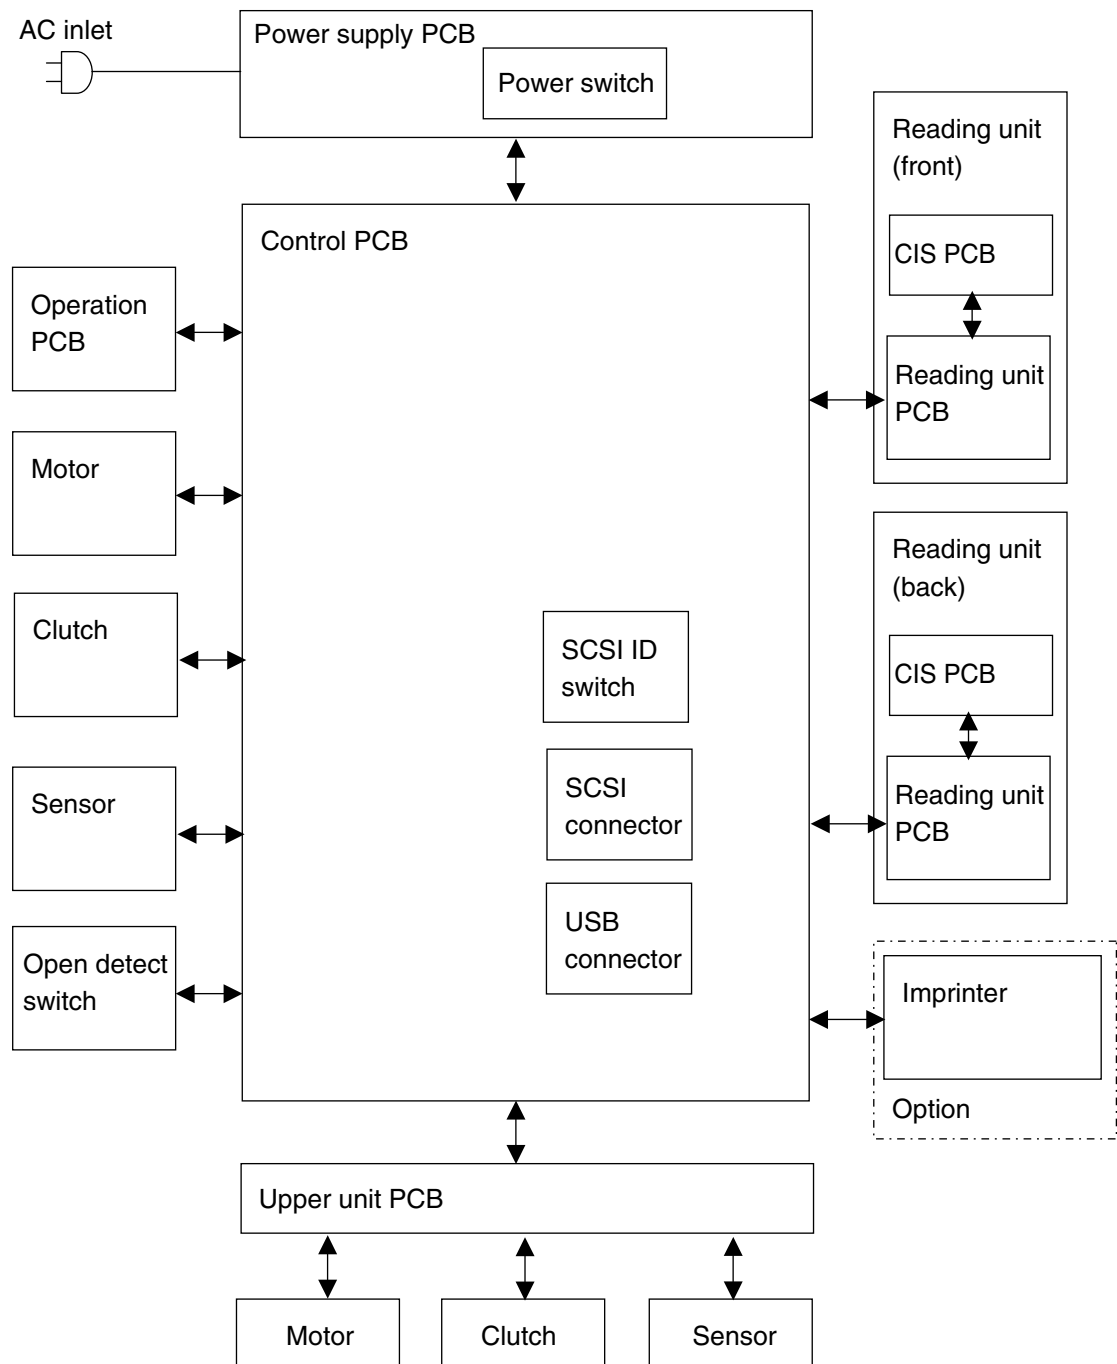 AC inlet
Power supply PCB
Power switch
Control PCB
Operation
PCB
Motor
Clutch
Sensor
Open detect
switch
SCSI ID
switch
SCSI
connector
USB
connector
Reading unit
(front)
CIS PCB
Reading unit
PCB
Reading unit
(back)
CIS PCB
Reading unit
PCB
Imprinter
Option
Upper unit PCB
Motor
Clutch
Sensor